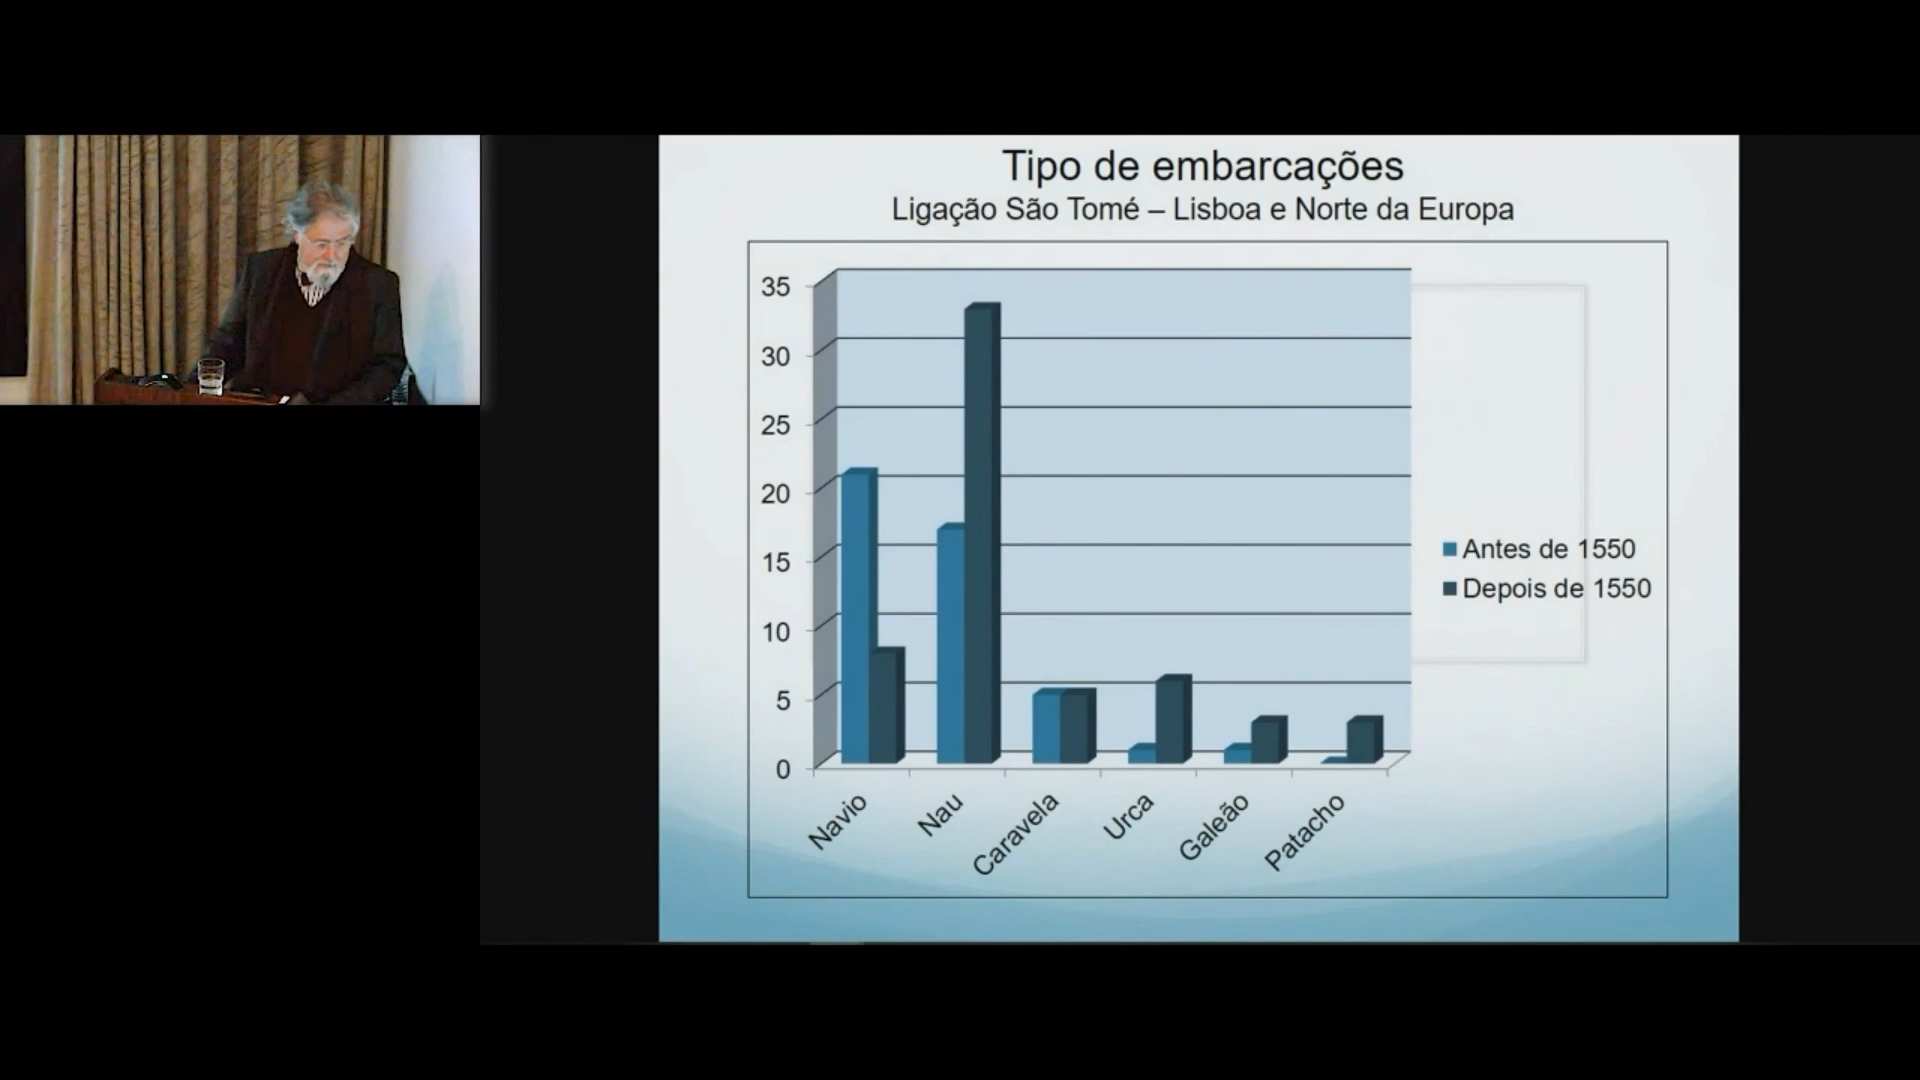 Tipo de embarcações
Ligação São Tomé – Lisboa e Norte da Europa
35
30
25
20
15
10
5
0
Navio
Nau
Caravela
Urca
Galeão
Patacho
Antes de 1550
Depois de 1550